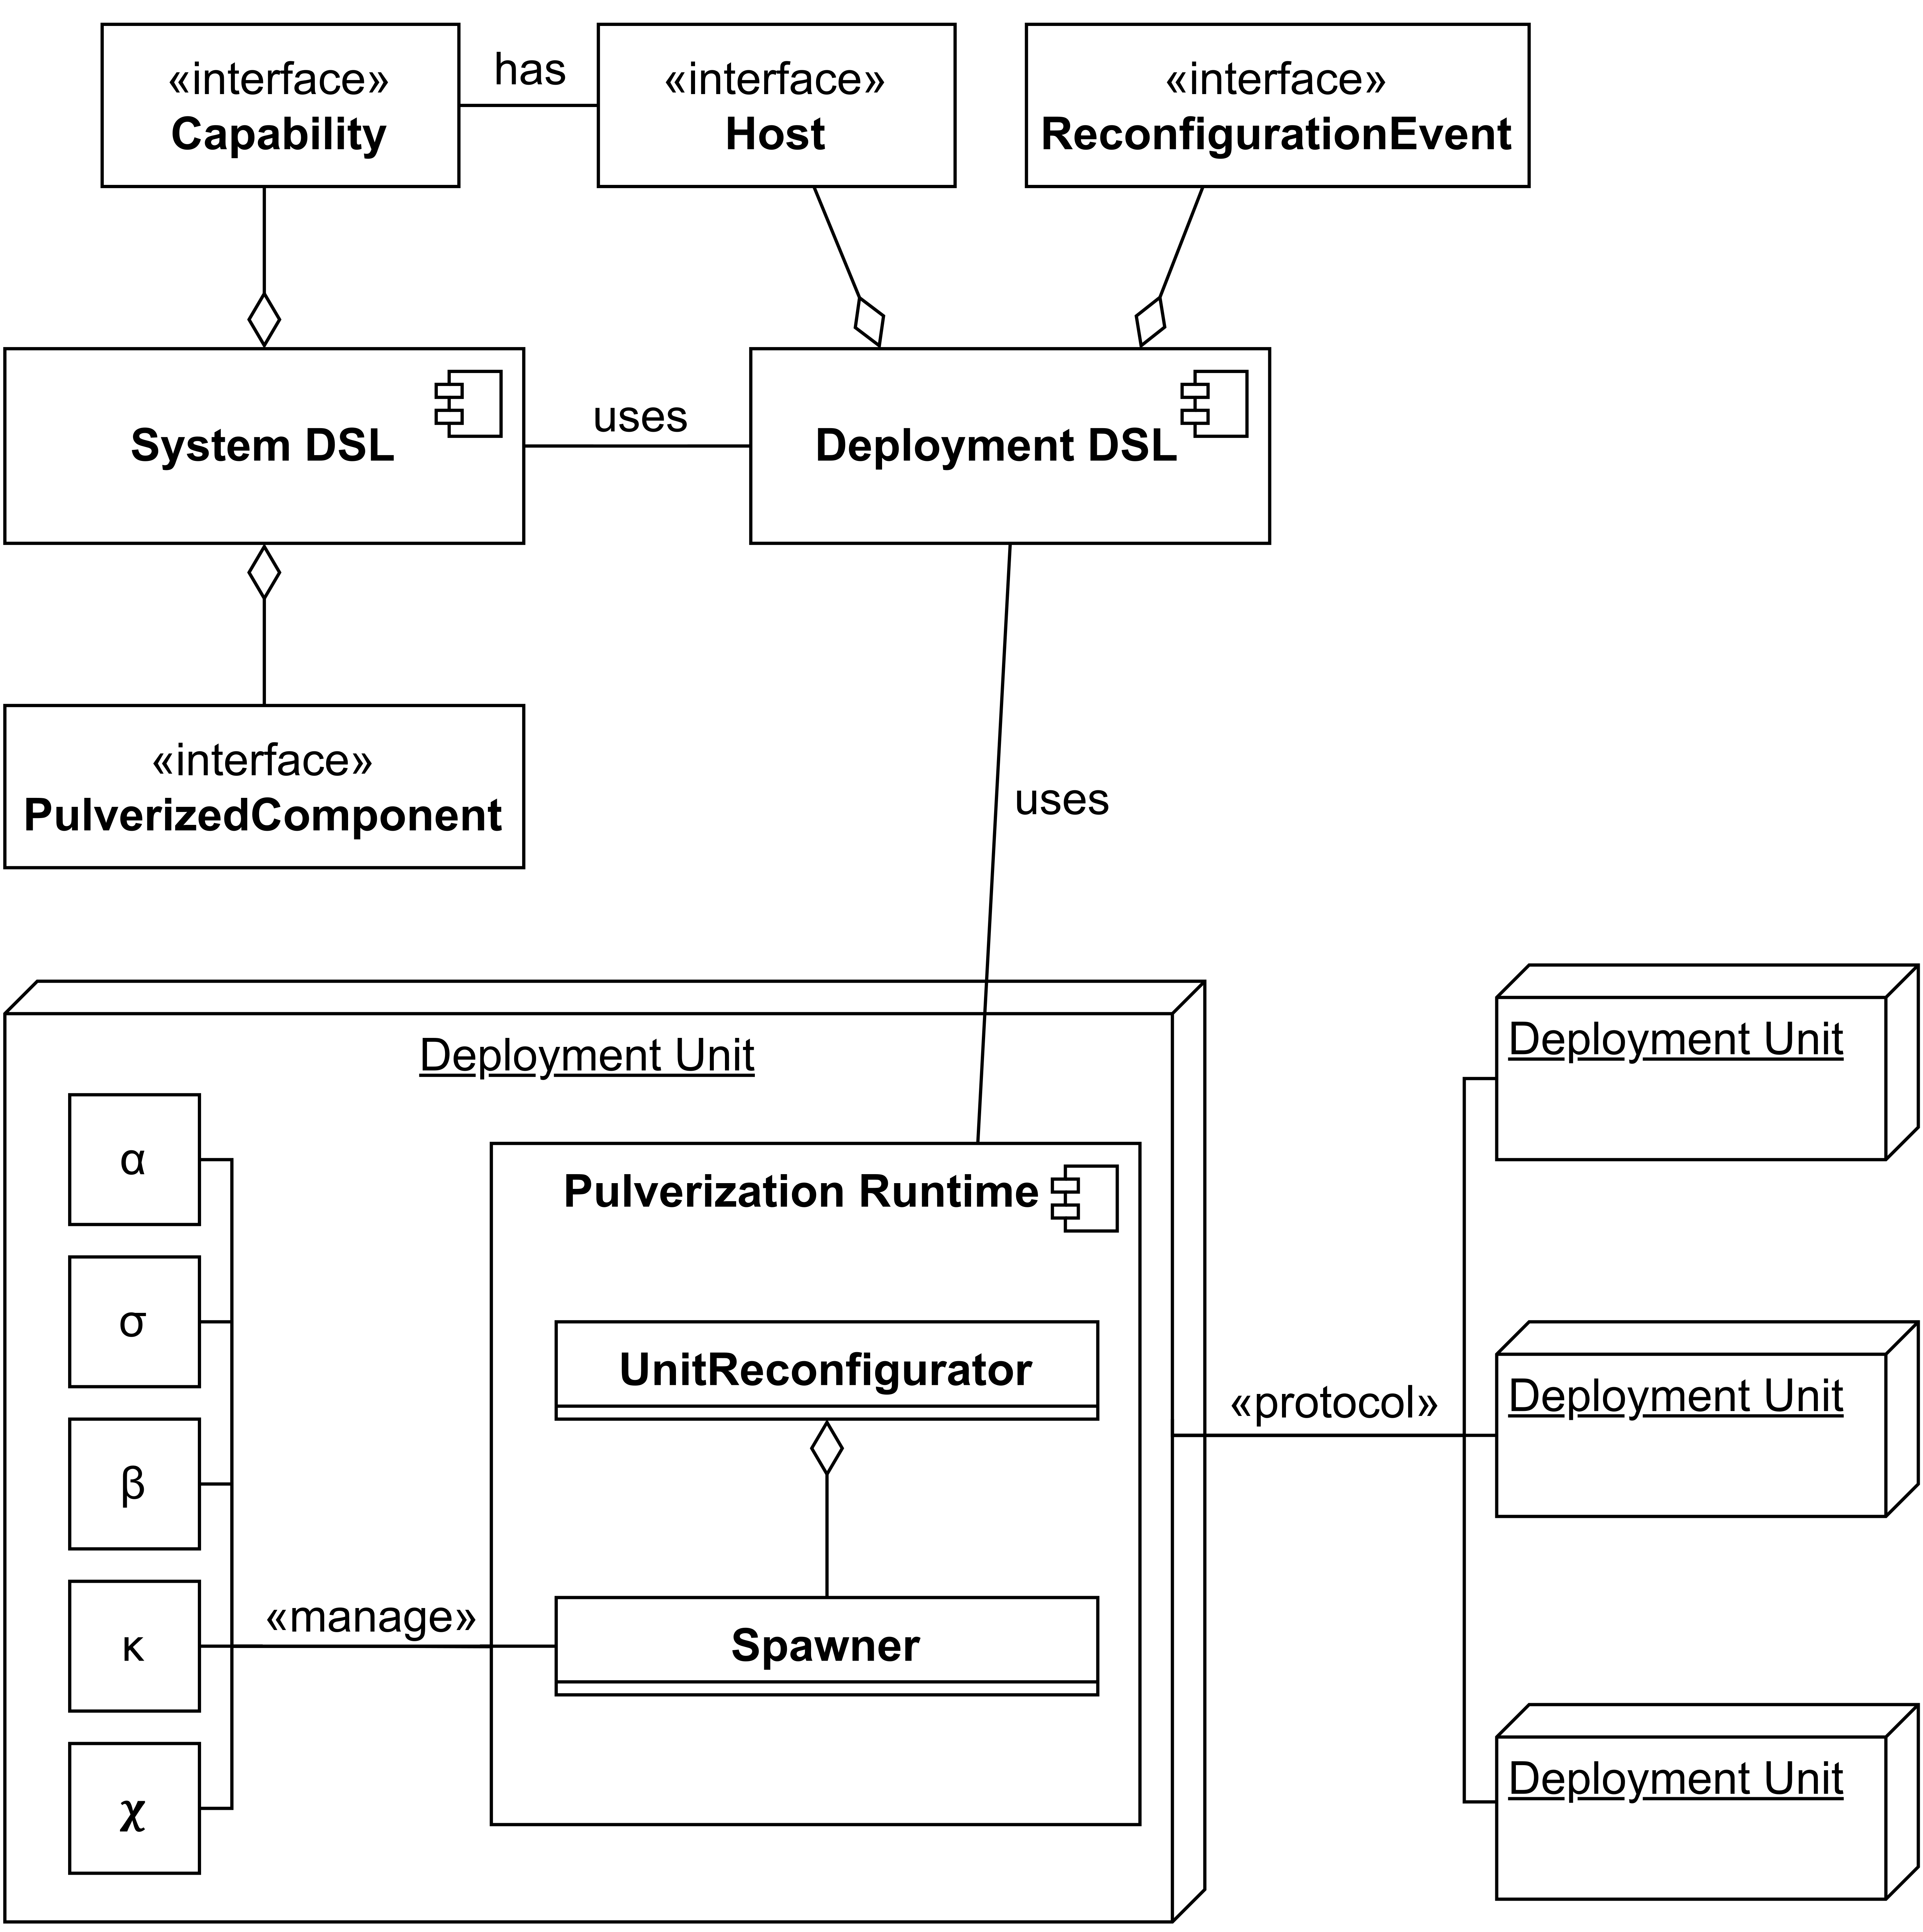 «interface»
Capability
has
«interface»
Host
«interface»
ReconfigurationEvent
System DSL
uses
Deployment DSL
«interface»
PulverizedComponent
uses
Deployment Unit
α
σ
β
κ
χ
«manage»
Pulverization Runtime
UnitReconfigurator
Spawner
«protocol»
Deployment Unit
Deployment Unit
Deployment Unit